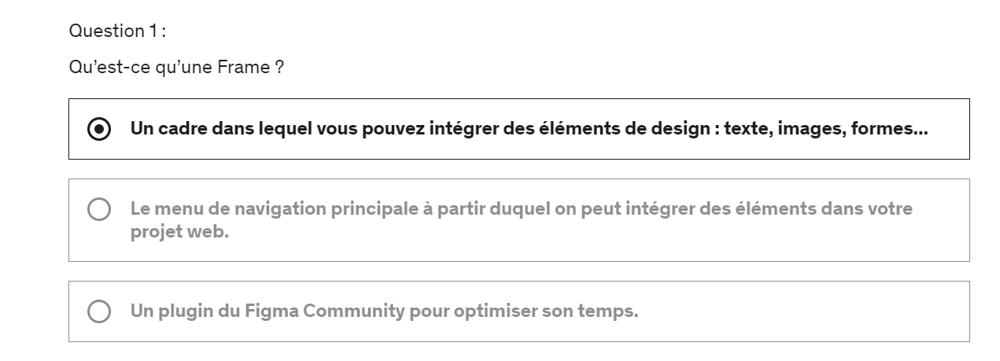 Question 1 :
Qu’est-ce qu’une Frame ?
Un cadre dans lequel vous pouvez intégrer des éléments de design : texte, images, formes...
Le menu de navigation principale à partir duquel on peut intégrer des éléments dans votre
projet web.
Un plugin du Figma Community pour optimiser son temps.